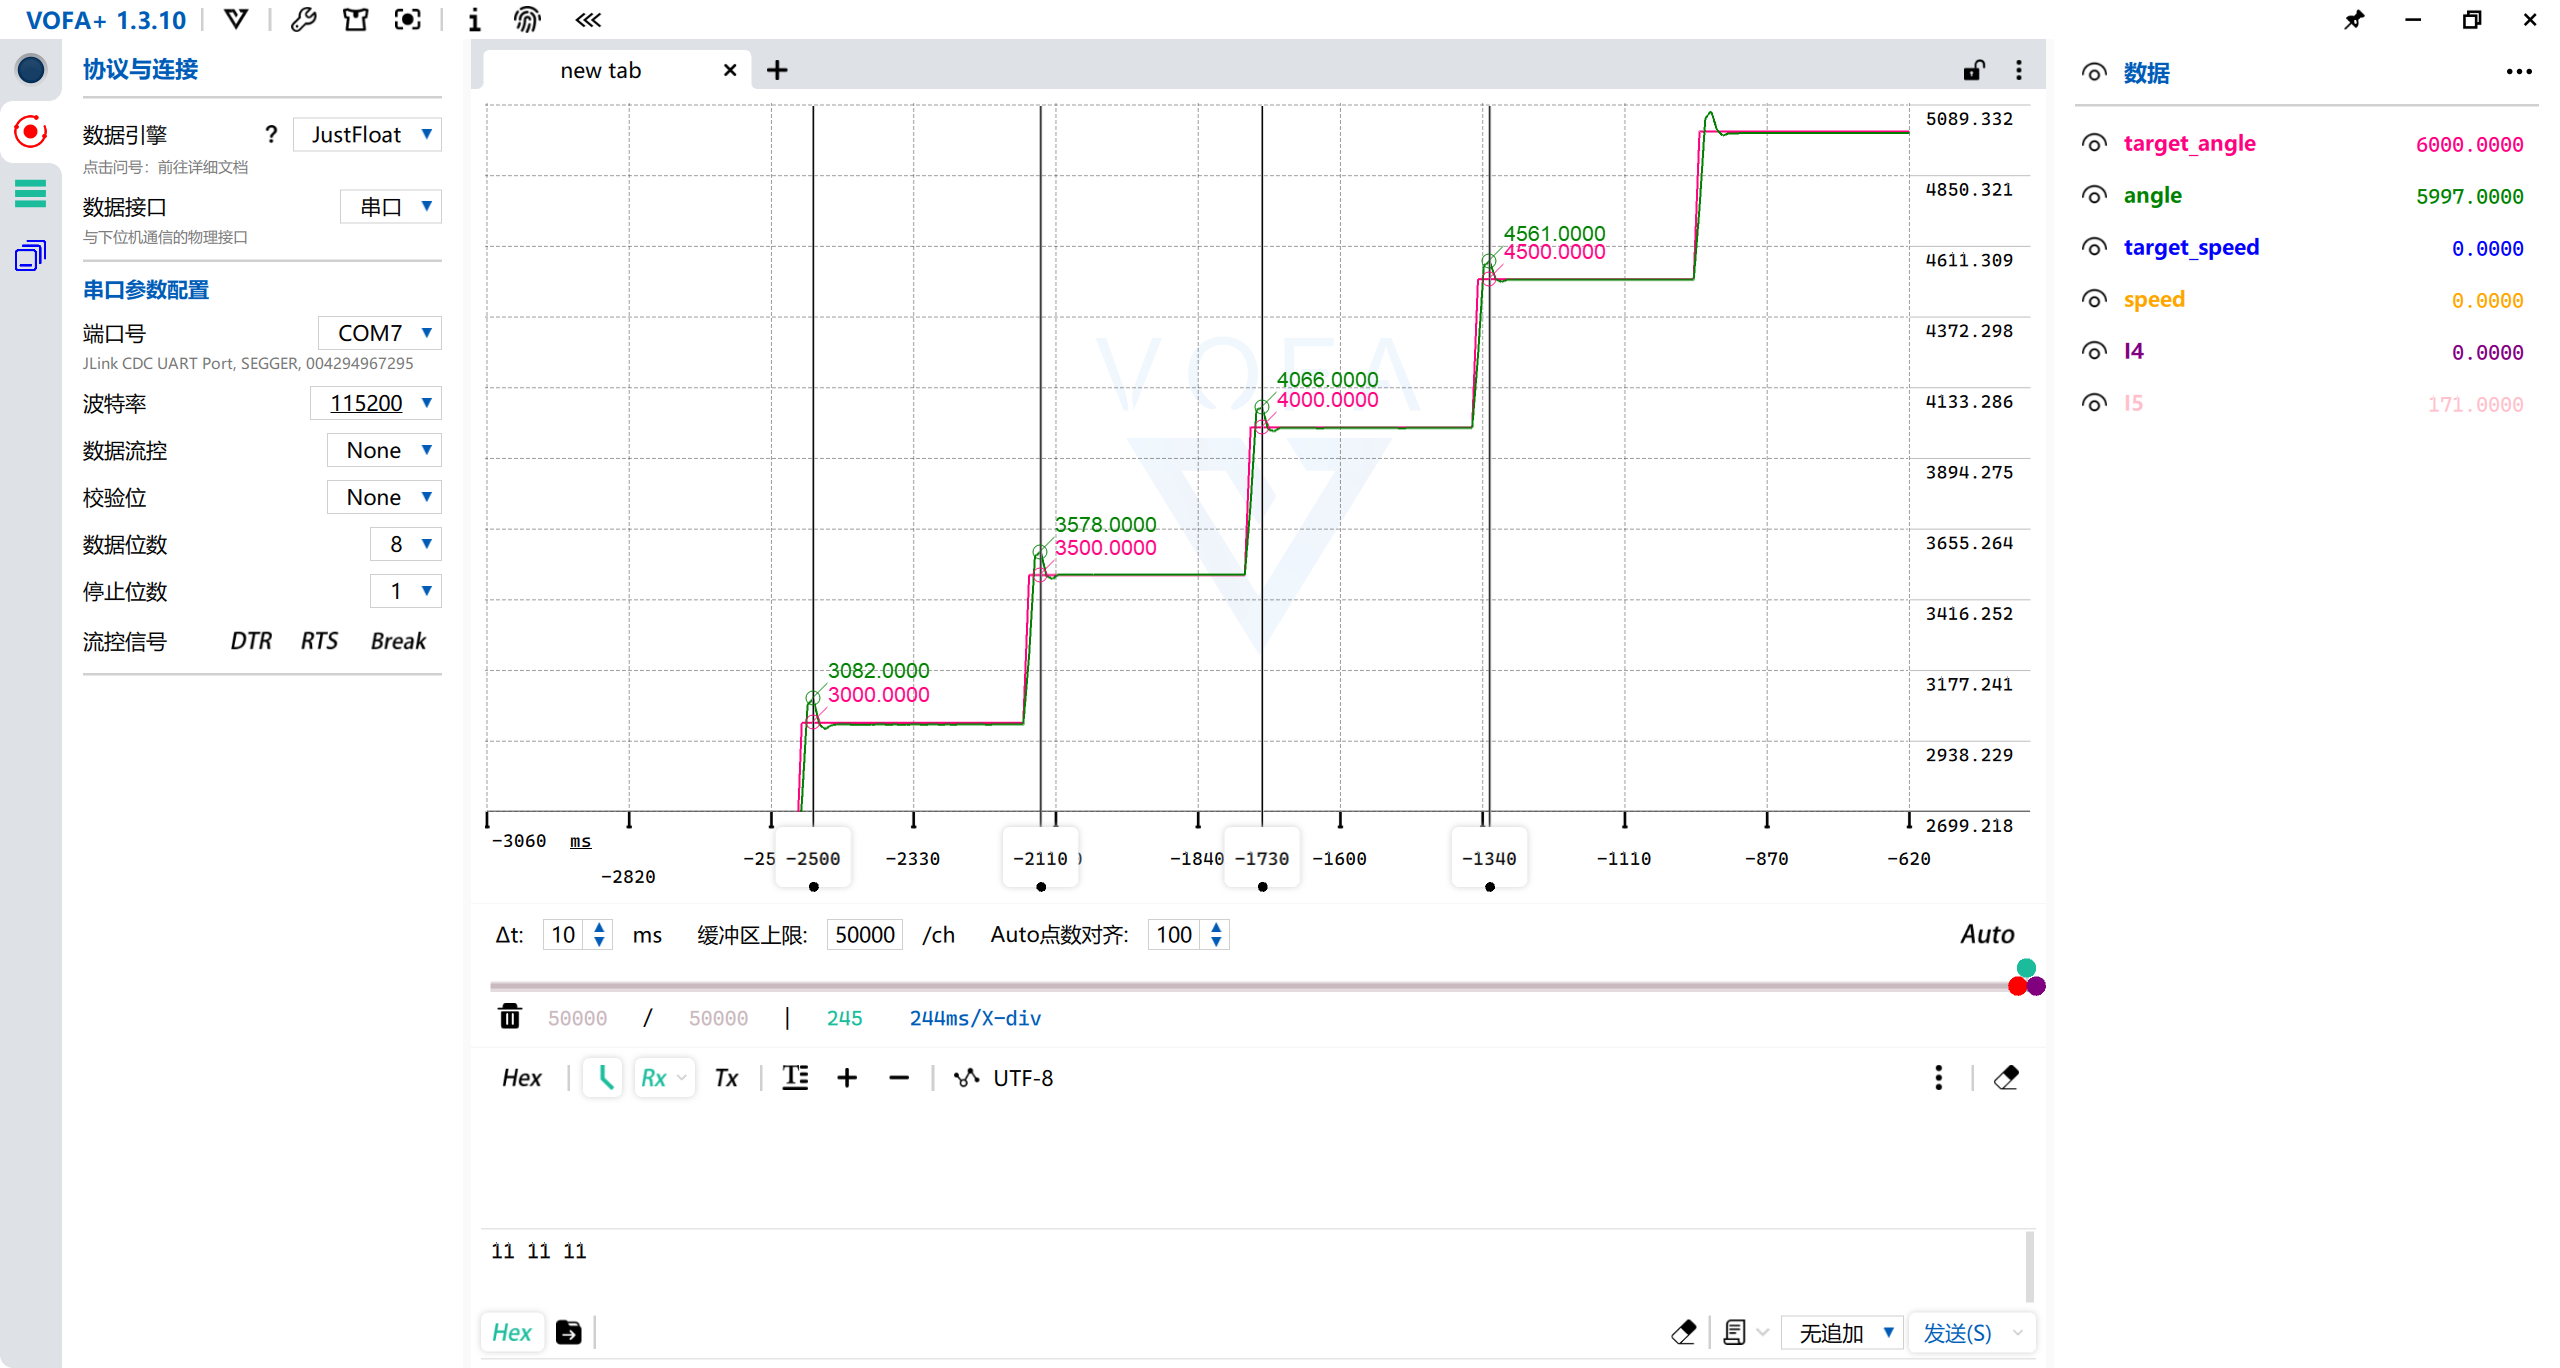 VOFA+ 1.3.10
协议与连接
数据引擎 ? JustFloat
点击问号：前往详细文档
数据接口 串口
与下位机通信的物理接口
串口参数配置
端口号 COM7
JLink CDC UART Port, SEGGER, 004294967295
波特率 115200
数据流控 None
校验位 None
数据位数 8
停止位数 1
流控信号 DTR RTS Break
new tab
VOFA
5089.332
4850.321
4611.309
4372.298
4133.286
3894.275
3655.264
3416.252
3177.241
2938.229
2699.218
4561.0000
4500.0000
4066.0000
4000.0000
3578.0000
3500.0000
3082.0000
3000.0000
-3060 ms
-2820
-25 -2500 -2330 -2110 -1840 -1730 -1600 -1340 -1110 -870 -620
Δt: 10 ms 缓冲区上限: 50000 /ch Auto点数对齐: 100 Auto
50000 / 50000 | 245 244ms/X-div
Hex Rx Tx UTF-8
11 11 11
Hex 无追加 发送(S)
数据
target_angle 6000.0000
angle 5997.0000
target_speed 0.0000
speed 0.0000
I4 0.0000
I5 171.0000